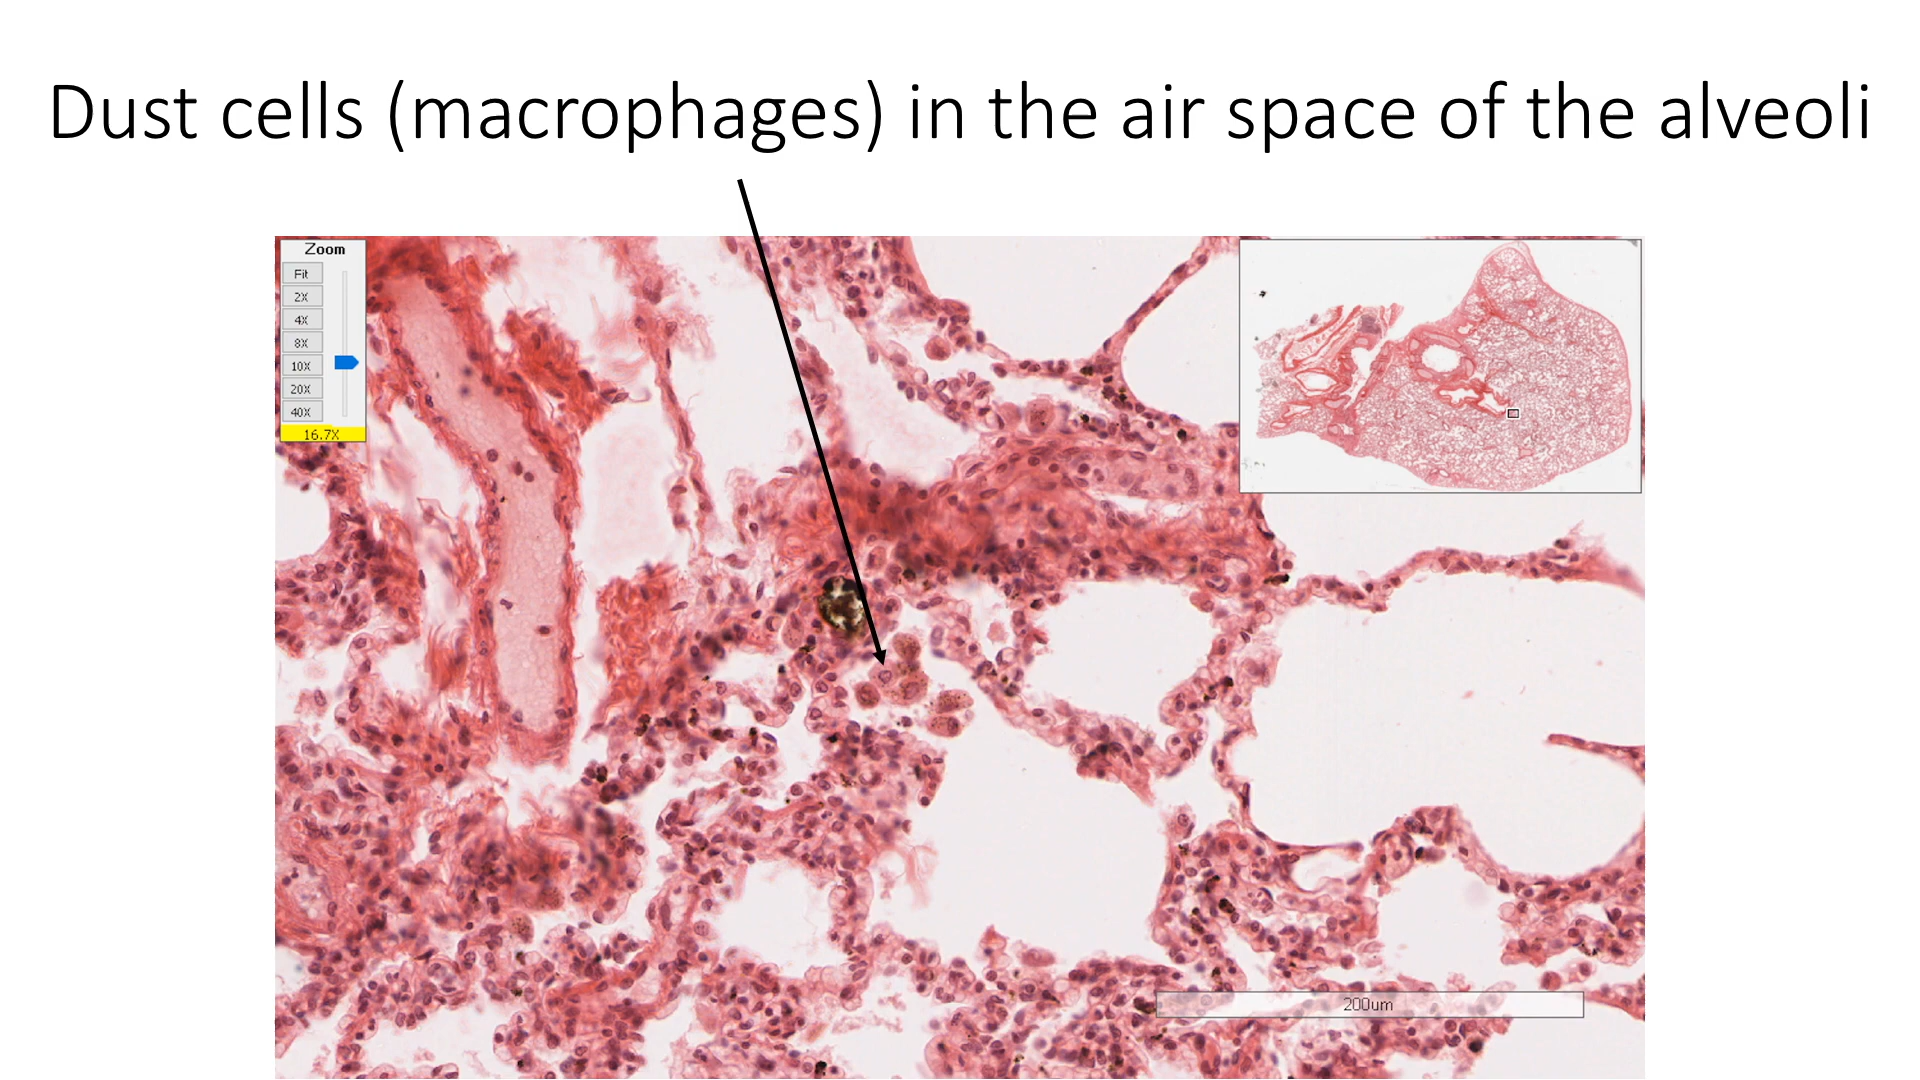 Dust cells (macrophages) in the air space of the alveoli
Zoom
Fit
2X
4X
8X
10X
20X
40X
16.7X
200um